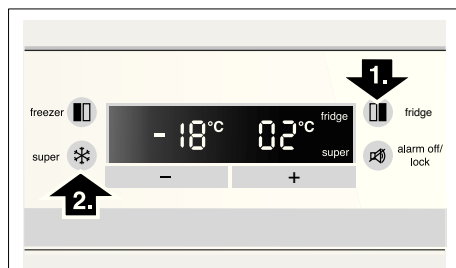 1.
freezer
- 18°C
02°C
fridge
fridge
super
super
alarm off/
lock
− +
2.